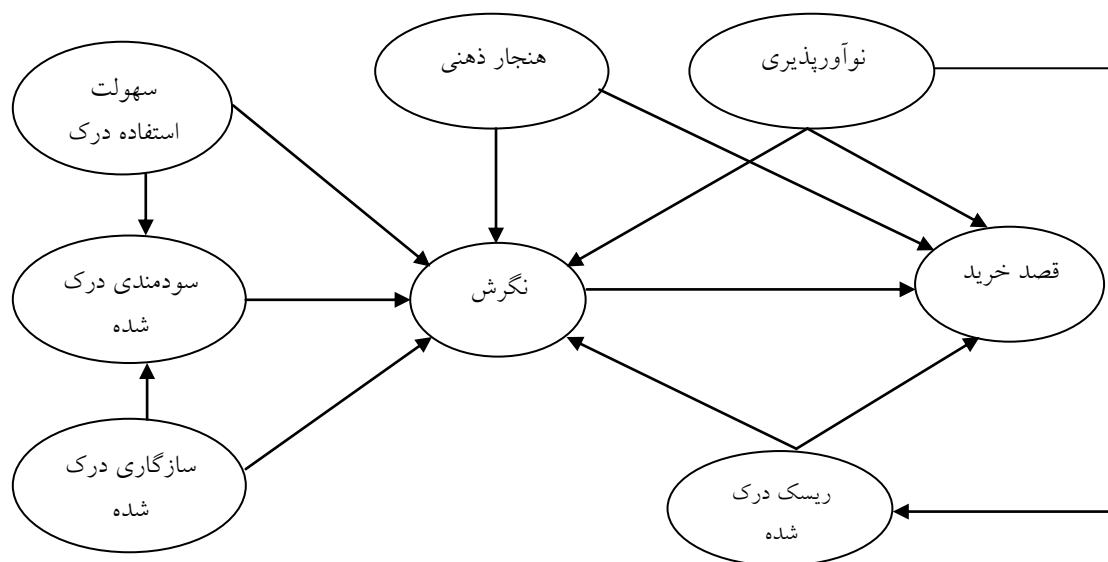 هنجار ذهنی
نوآورپذیری
سهولت
استفاده درک
سودمندی درک
شده
نگرش
قصد خرید
سازگاری درک
شده
ریسک درک
شده